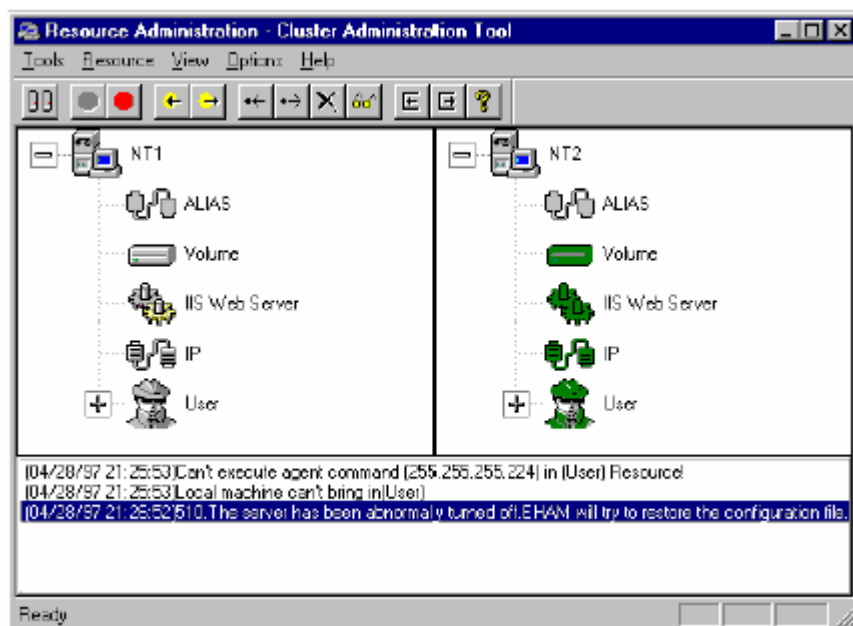 Resource Administration - Cluster Administration Tool
Tools Resource View Options Help
NT1
ALIAS
Volume
IIS Web Server
IP
User
NT2
ALIAS
Volume
IIS Web Server
IP
User
(04/28/97 21:25:53)Can't execute agent command (255.255.255.224) in (User) Resource!
(04/28/97 21:25:53)Local machine can't bring in(User)
(04/28/97 21:26:52)510.The server has been abnormally turned off.EHAM will try to restore the configuration file.
Ready